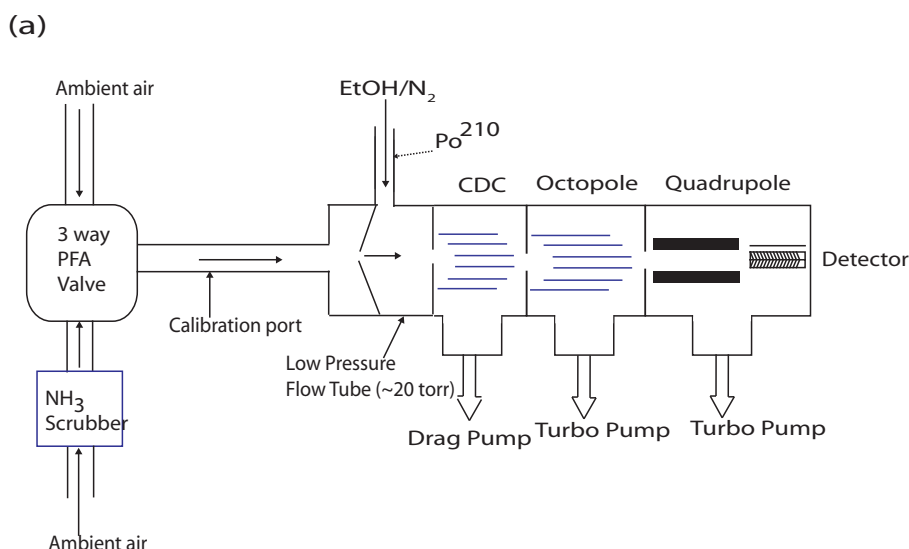 (a)
Ambient air
EtOH/N₂
Po²¹⁰
CDC
Octopole
Quadrupole
3 way
PFA
Valve
Detector
Calibration port
Low Pressure
Flow Tube (~20 torr)
NH₃
Scrubber
Drag Pump
Turbo Pump
Turbo Pump
Ambient air